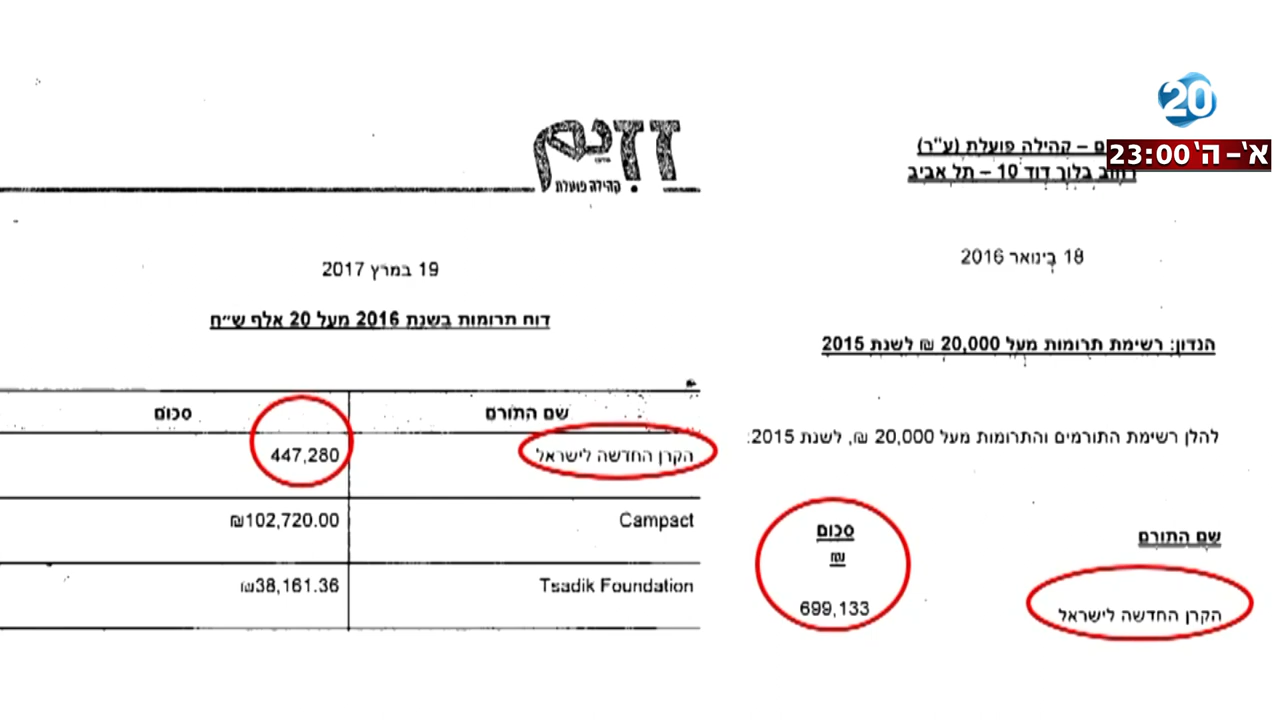 20
א'-ה' 23:00
ם – קהילה פועלת (ע"ר)
רחוב בלוך דוד 10 – תל אביב
18 בינואר 2016
הנדון: רשימת תרומות מעל 20,000 ₪ לשנת 2015
להלן רשימת התורמים והתרומות מעל 20,000 ₪, לשנת 2015:
שם התורם סכום
₪
הקרן החדשה לישראל 699,133
זזים
קהילה פועלת
19 במרץ 2017
דוח תרומות בשנת 2016 מעל 20 אלף ש״ח
שם התורם סכום
הקרן החדשה לישראל 447,280
Campact ₪102,720.00
Tsadik Foundation ₪38,161.36